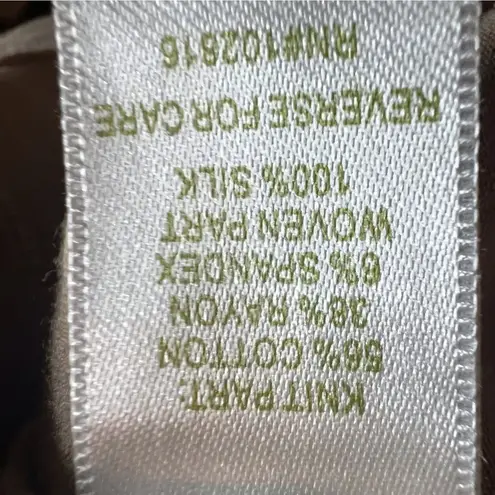 KNIT PART:
56% COTTON
38% RAYON
6% SPANDEX
WOVEN PART
100% SILK
REVERSE FOR CARE
RN#102816